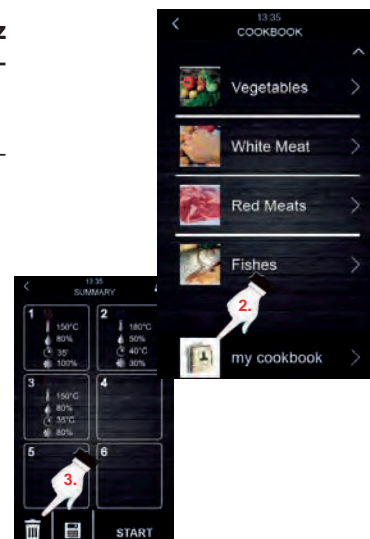 z
13:35
COOKBOOK
Vegetables
White Meat
Red Meats
Fishes
2.
my cookbook
13:35
SUMMARY
1
150°C
80%
35'
100%
2
180°C
50%
40°C
30%
3
150°C
80%
35°C
80%
4
5
6
3.
START